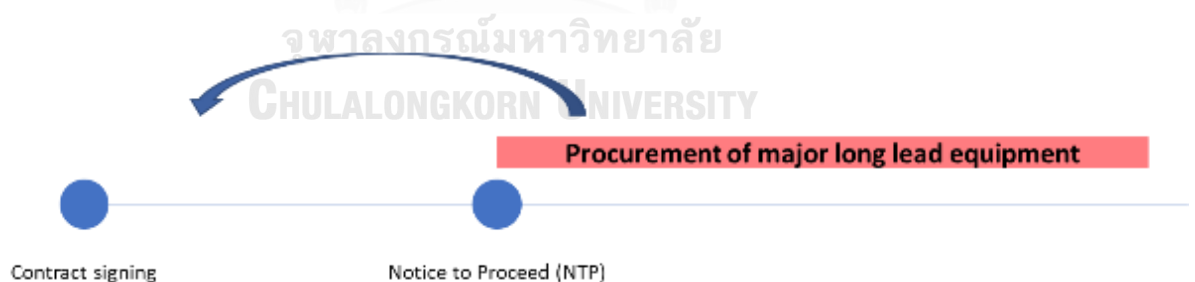 จุฬาลงกรณ์มหาวิทยาลัย
CHULALONGKORN UNIVERSITY
Procurement of major long lead equipment
Contract signing
Notice to Proceed (NTP)